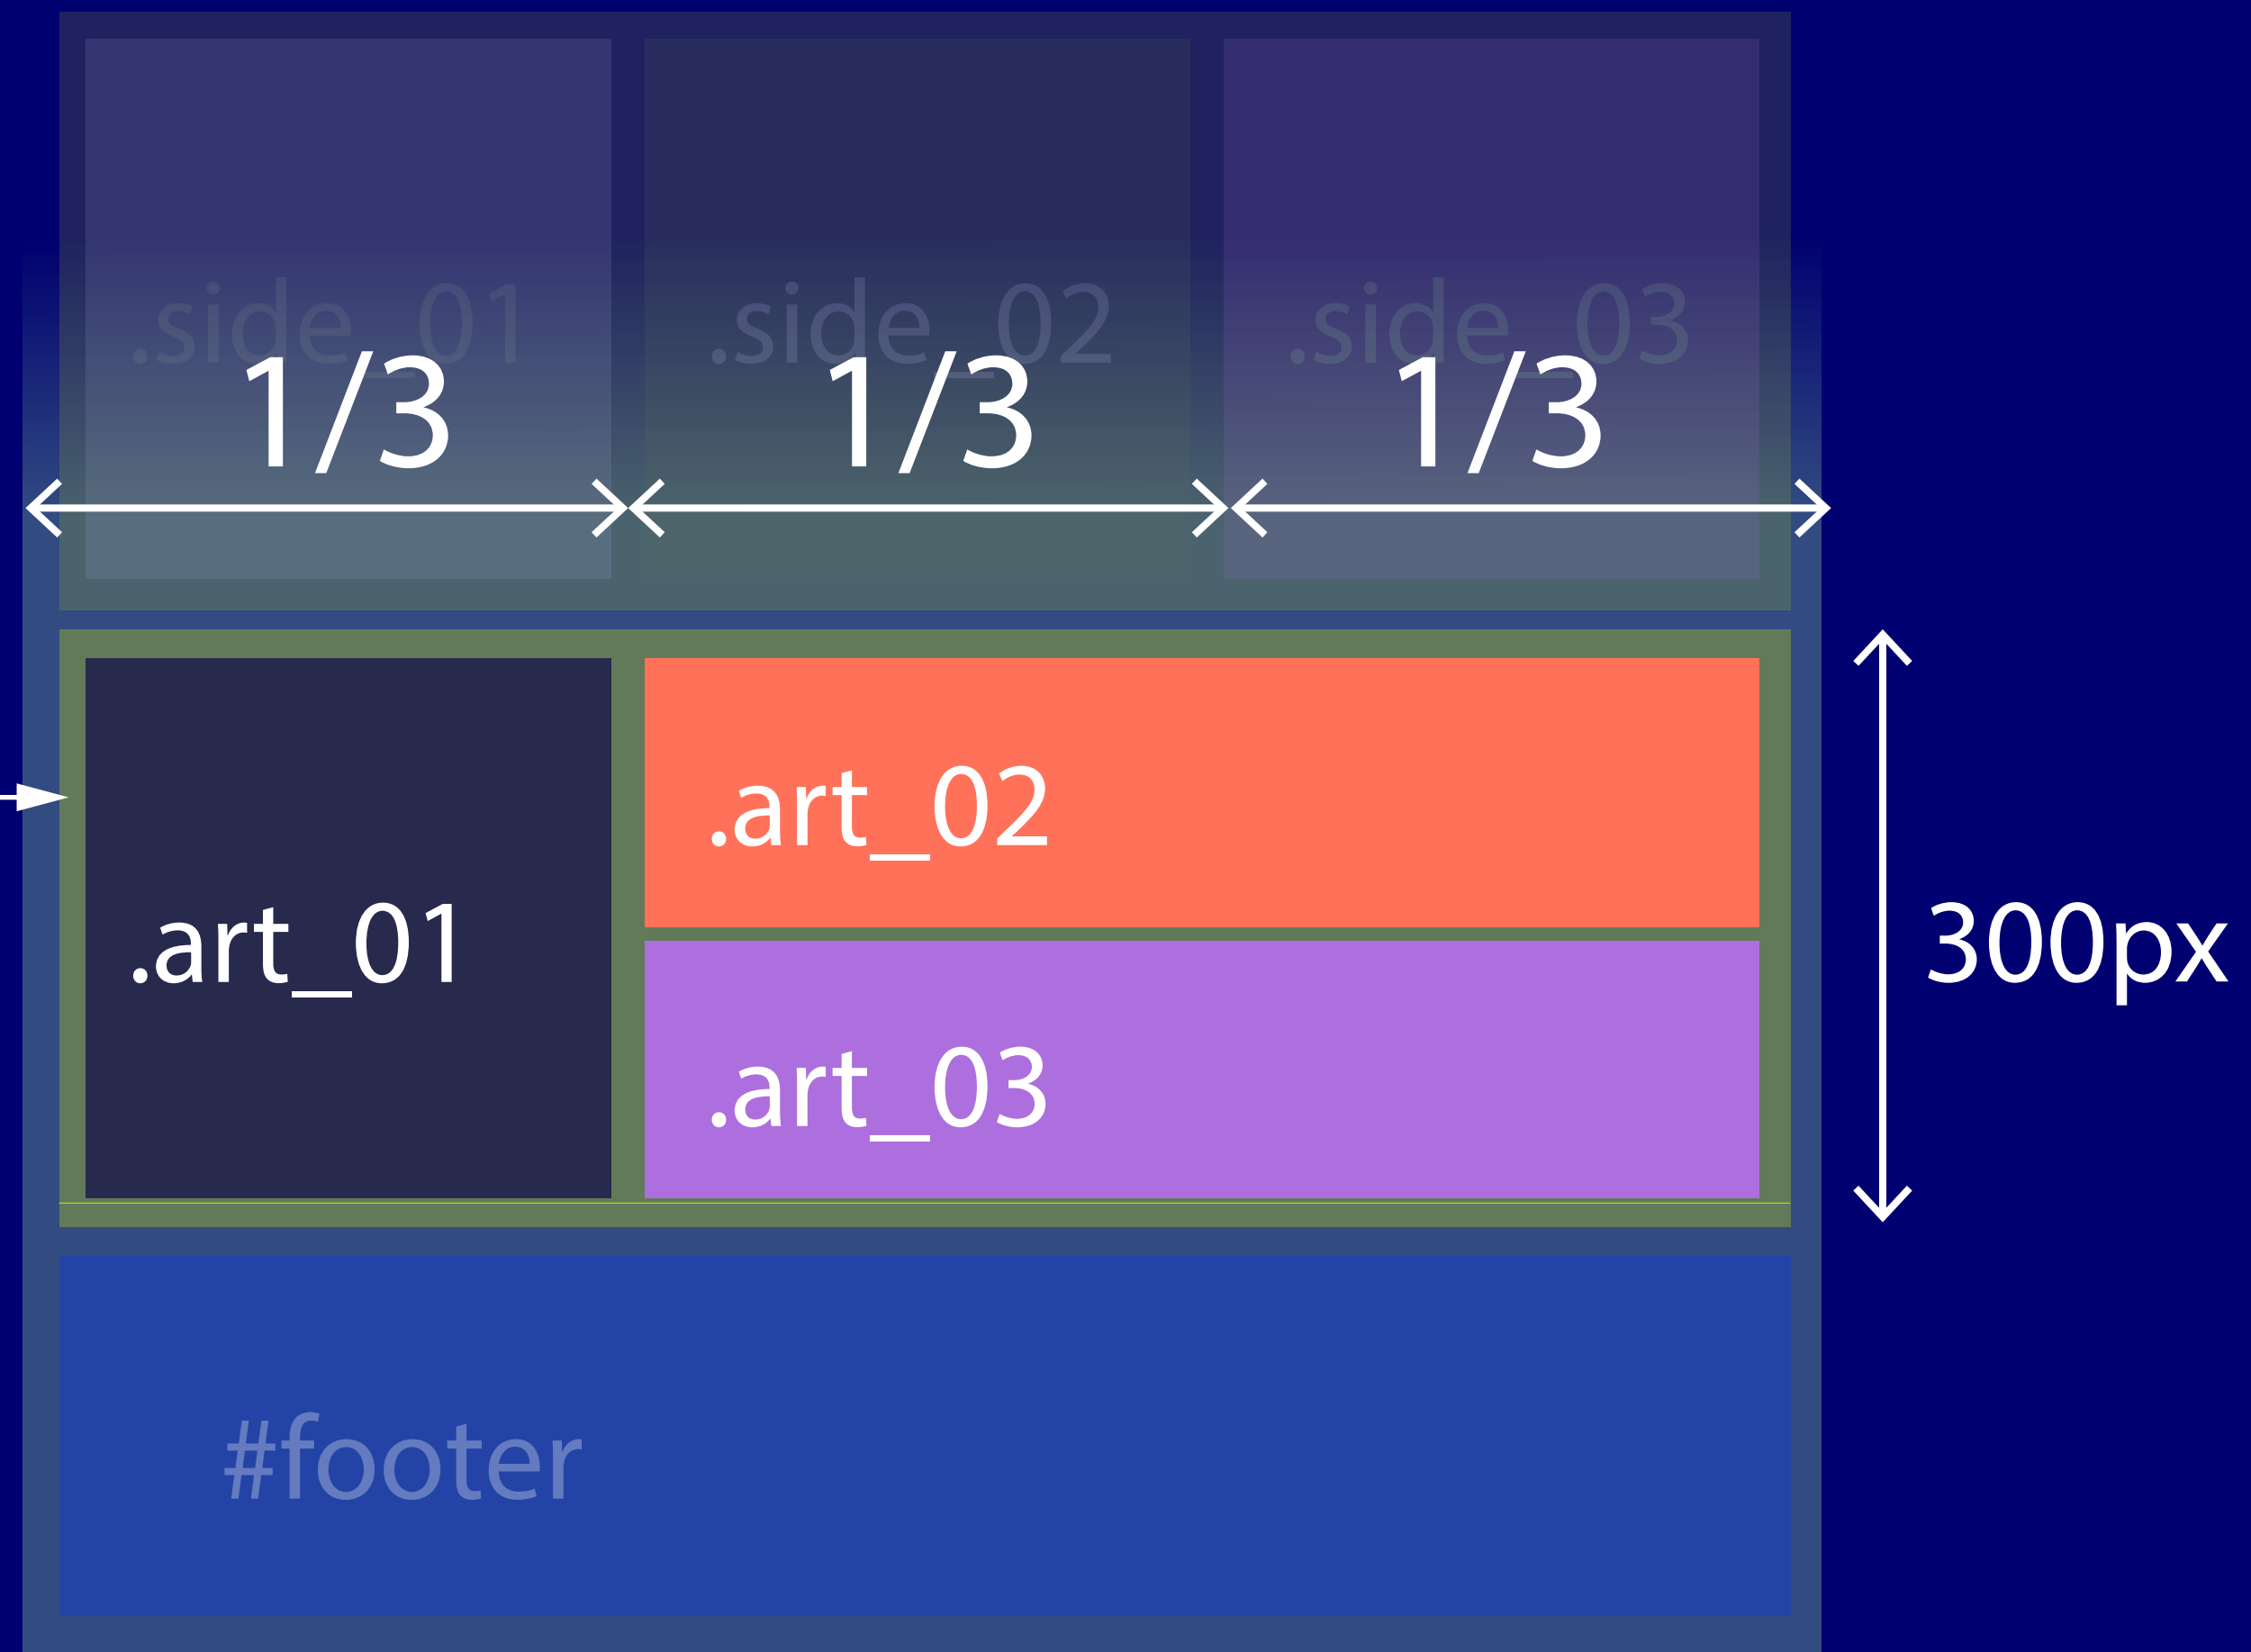 .side_01 .side_02 .side_03
1/3 1/3 1/3
.art_02
.art_01
300px
.art_03
#footer